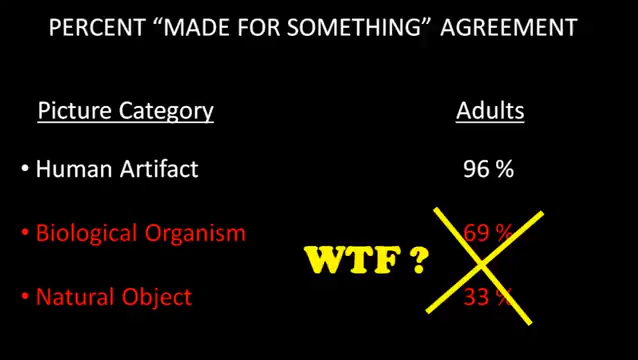 PERCENT “MADE FOR SOMETHING” AGREEMENT
Picture Category Adults
• Human Artifact 96 %
• Biological Organism 69 %
WTF ?
• Natural Object 33 %